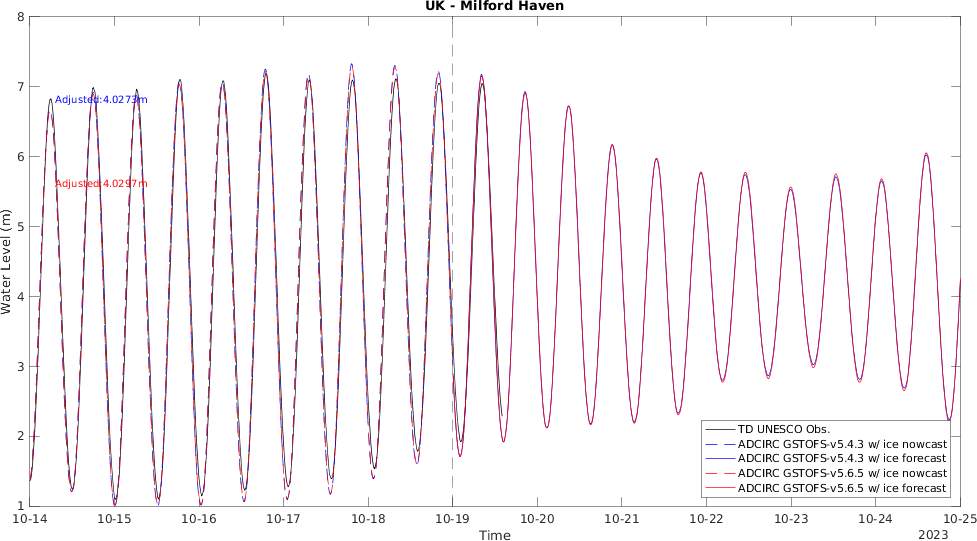 UK - Milford Haven
8
7
6
5
4
3
2
1
Water Level (m)
Adjusted:4.0273m
Adjusted:4.0297m
TD UNESCO Obs.
ADCIRC GSTOFS-v5.4.3 w/ ice nowcast
ADCIRC GSTOFS-v5.4.3 w/ ice forecast
ADCIRC GSTOFS-v5.6.5 w/ ice nowcast
ADCIRC GSTOFS-v5.6.5 w/ ice forecast
10-14 10-15 10-16 10-17 10-18 10-19 10-20 10-21 10-22 10-23 10-24 10-25
Time
2023